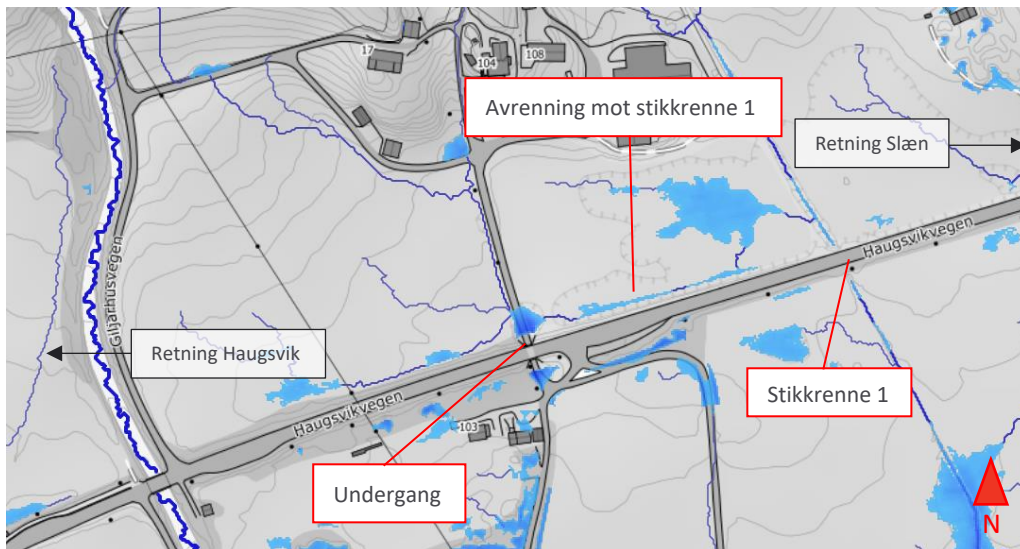 17
104
108
Avrenning mot stikkrenne 1
Retning Slæn
Haugsvikvegen
Giljarhusvegen
Retning Haugsvik
Stikkrenne 1
Haugsvikvegen
103
Undergang
N